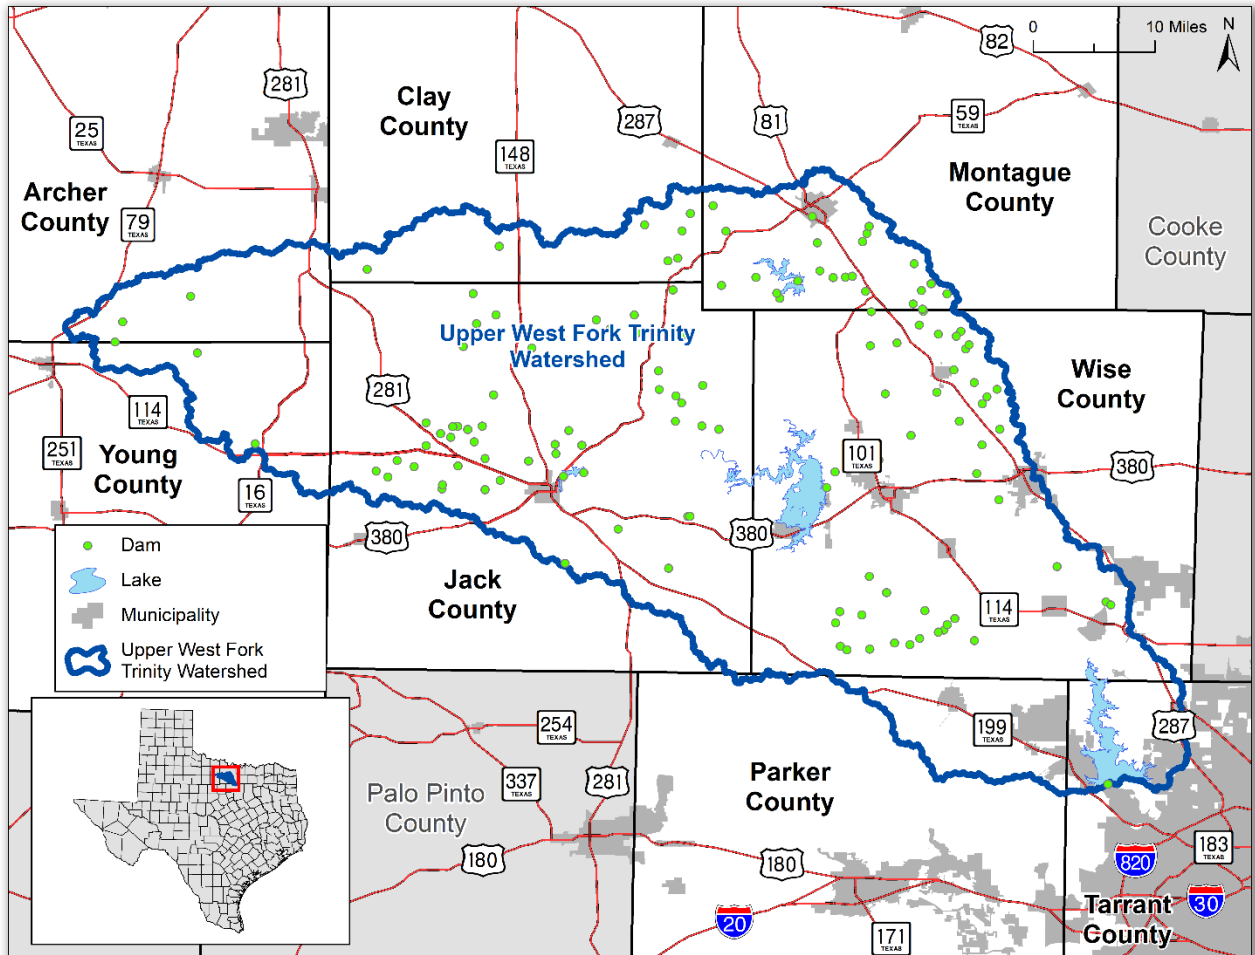 0
10 Miles
N
82
281
Clay
County
25
TEXAS
148
TEXAS
287
81
59
TEXAS
Archer
County
79
TEXAS
Montague
County
Cooke
County
Upper West Fork Trinity
Watershed
281
Wise
County
114
TEXAS
251
TEXAS
Young
County
16
TEXAS
101
TEXAS
380
380
380
Jack
County
114
TEXAS
Dam
Lake
Municipality
Upper West Fork
Trinity Watershed
254
TEXAS
199
TEXAS
287
337
TEXAS
281
Palo Pinto
County
Parker
County
180
180
183
TEXAS
820
30
20
171
TEXAS
Tarrant
County